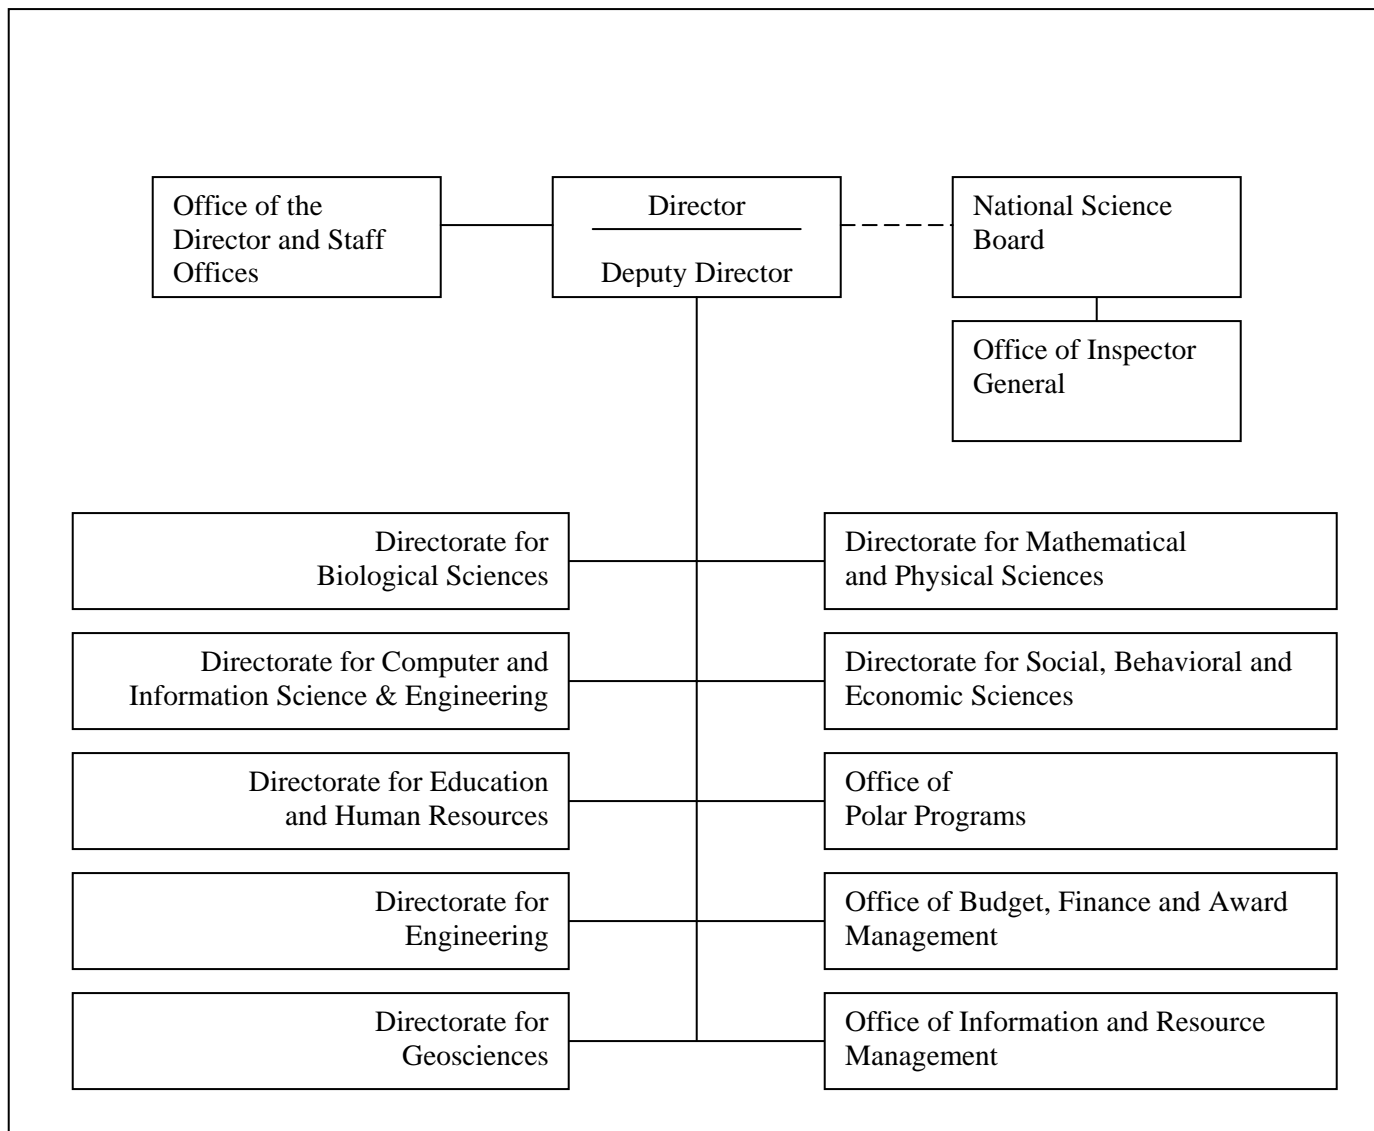 Office of the
Director and Staff
Offices
Director
Deputy Director
National Science
Board
Office of Inspector
General
Directorate for
Biological Sciences
Directorate for Mathematical
and Physical Sciences
Directorate for Computer and
Information Science & Engineering
Directorate for Social, Behavioral and
Economic Sciences
Directorate for Education
and Human Resources
Office of
Polar Programs
Directorate for
Engineering
Office of Budget, Finance and Award
Management
Directorate for
Geosciences
Office of Information and Resource
Management